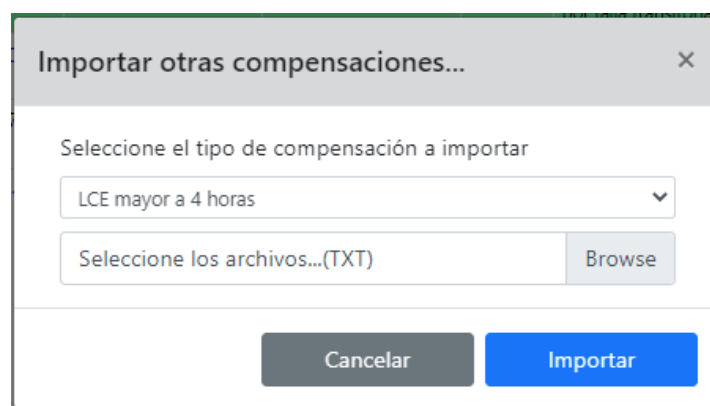 Importar otras compensaciones... ×
Seleccione el tipo de compensación a importar
LCE mayor a 4 horas
Seleccione los archivos...(TXT) Browse
Cancelar Importar